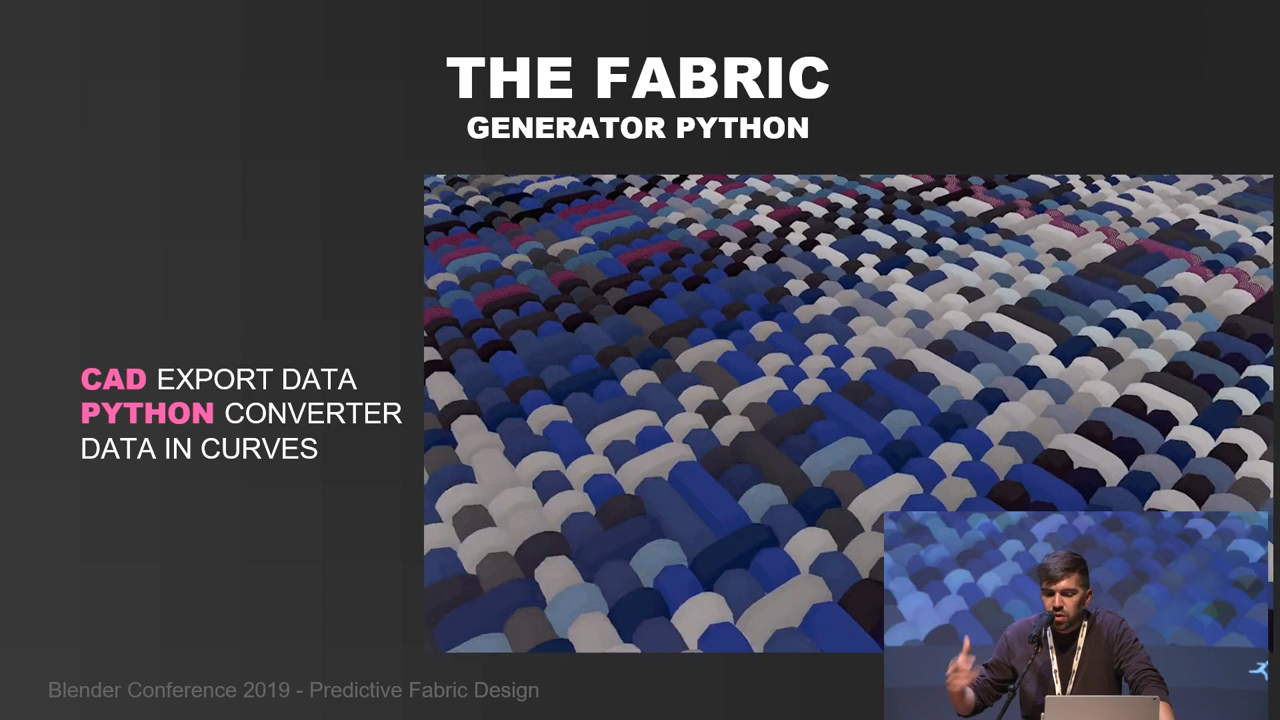 THE FABRIC
GENERATOR PYTHON
CAD EXPORT DATA
PYTHON CONVERTER
DATA IN CURVES
Blender Conference 2019 - Predictive Fabric Design